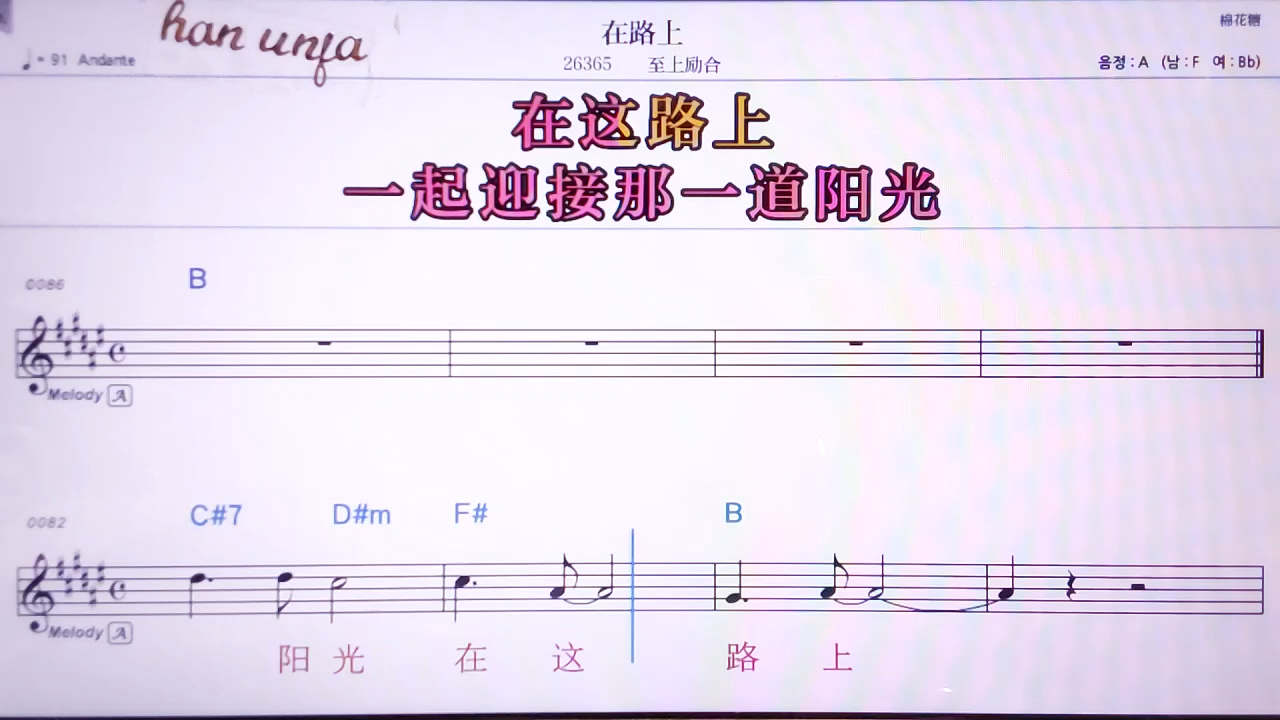 han unfa
在路上
棉花糖
♩= 91 Andante
26365 至上励合
음정 : A (남 : F 여 : Bb)
在这路上
一起迎接那一道阳光
0086 B
Melody A
0082 C#7 D#m F# B
Melody A
阳 光 在 这 路 上